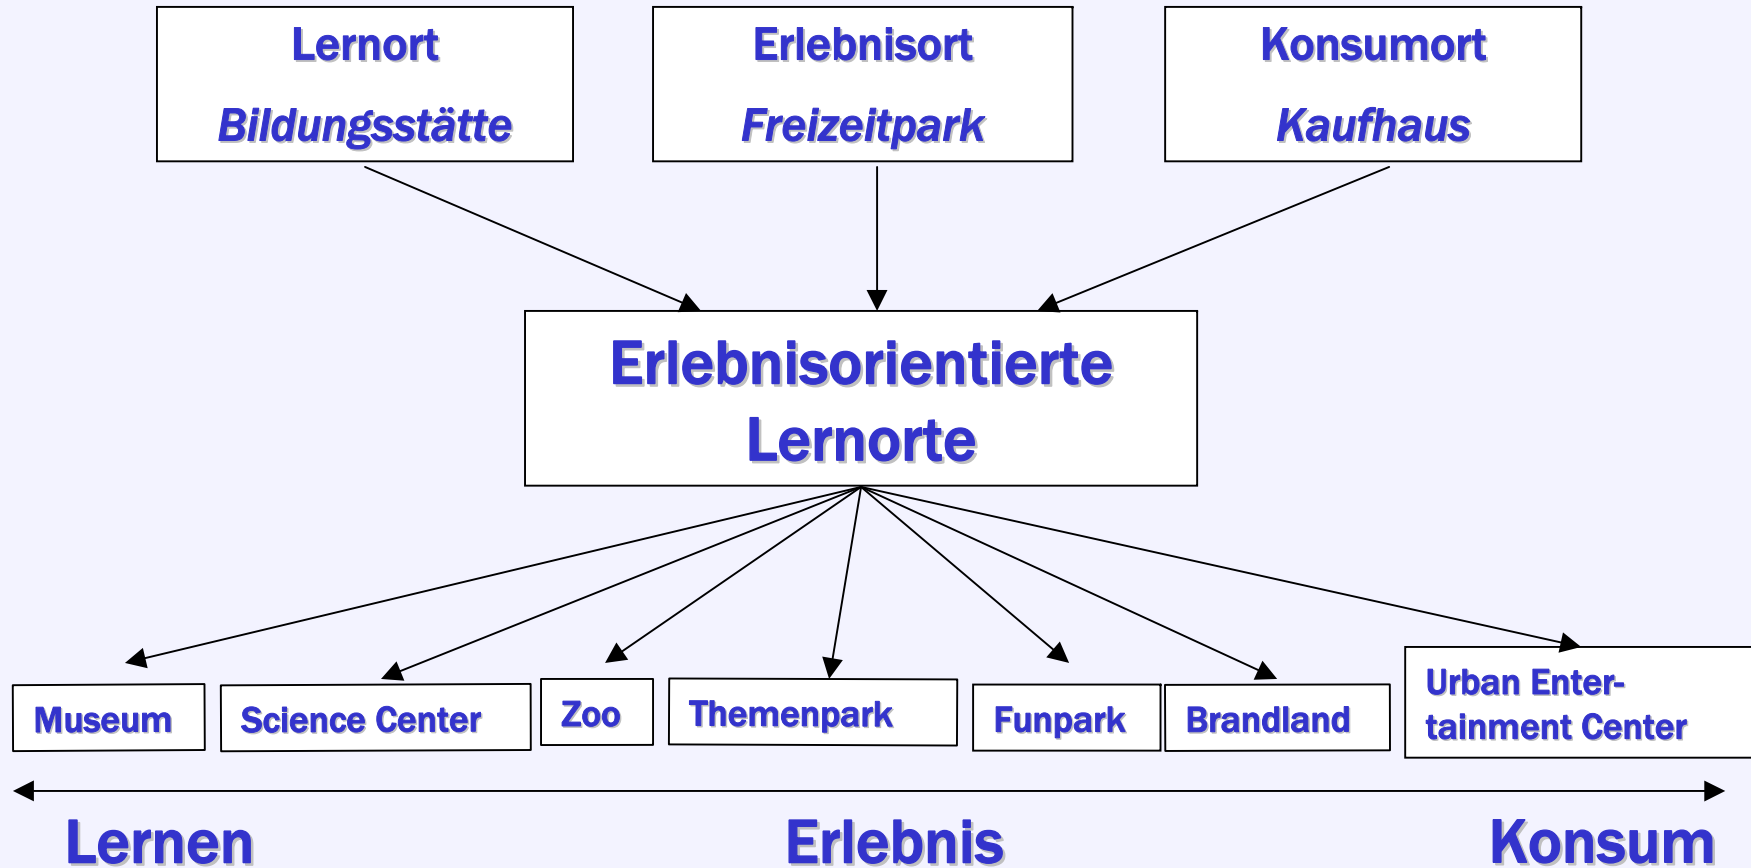 Lernort
Bildungsstätte
Erlebnisort
Freizeitpark
Konsumort
Kaufhaus
Erlebnisorientierte
Lernorte
Museum
Science Center
Zoo
Themenpark
Funpark
Brandland
Urban Enter-
tainment Center
Lernen
Erlebnis
Konsum